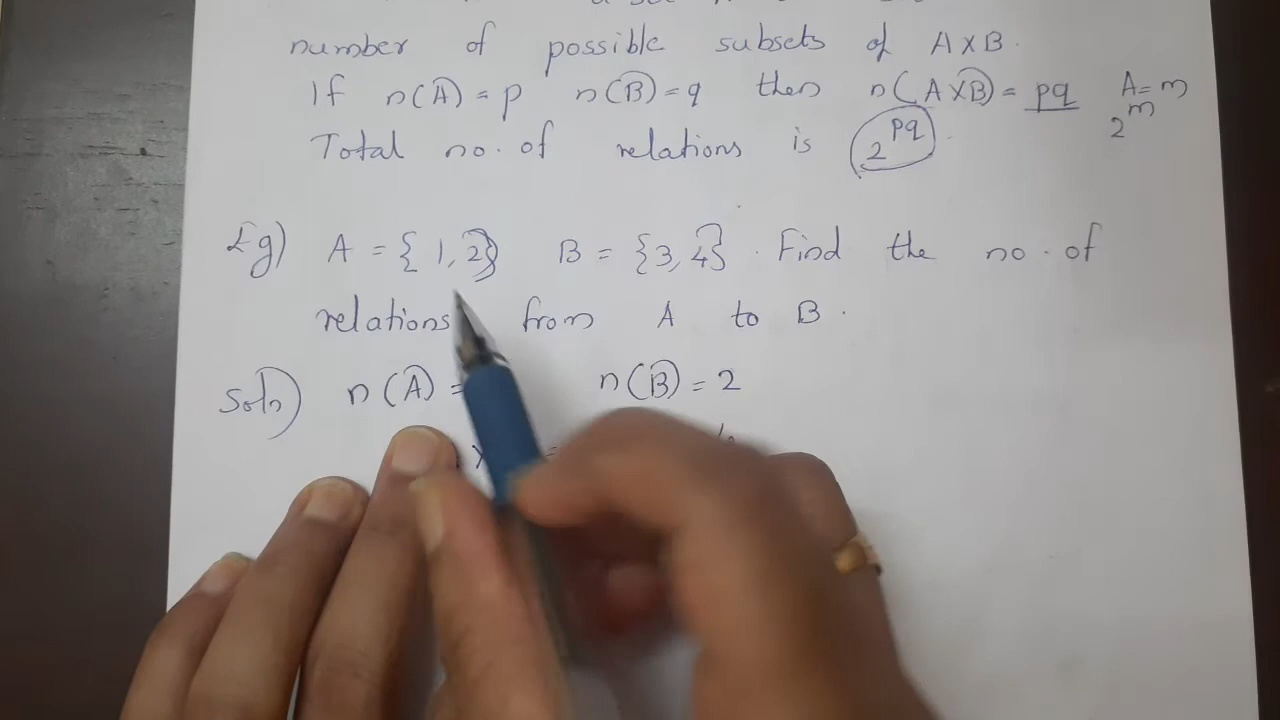 number of possible subsets of A×B.
If n(A) = p n(B) = q then n(A×B) = pq A = m
Total no. of relations is 2^pq. 2^m
Eg) A = {1, 2} B = {3, 4}. Find the no. of
relations from A to B.
Soln) n(A) = n(B) = 2
× =